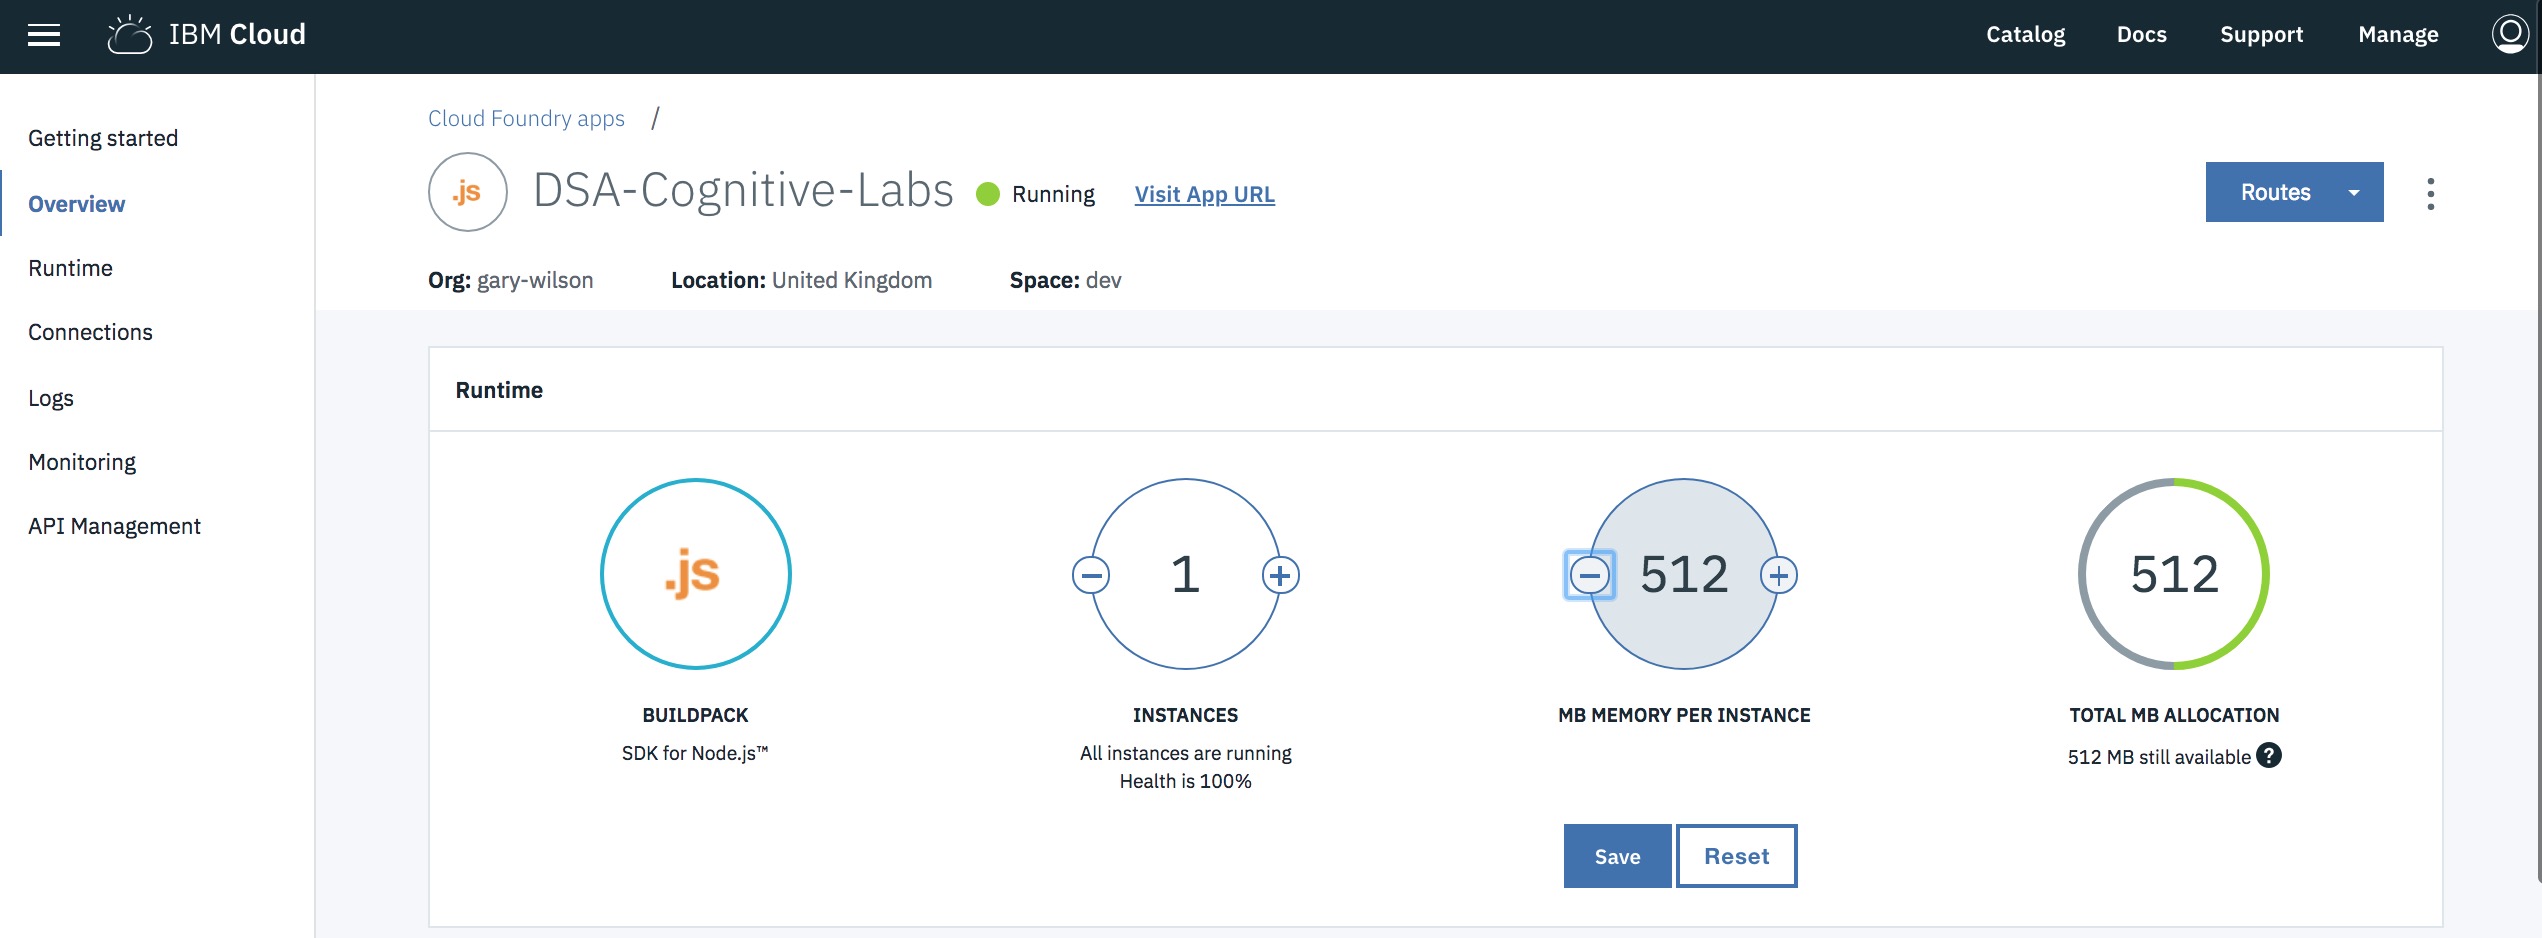 IBM Cloud
Catalog
Docs
Support
Manage
Getting started
Overview
Runtime
Connections
Logs
Monitoring
API Management
Cloud Foundry apps /
.js
DSA-Cognitive-Labs
Running
Visit App URL
Routes
Org: gary-wilson
Location: United Kingdom
Space: dev
Runtime
.js
BUILDPACK
SDK for Node.js™
1
INSTANCES
All instances are running
Health is 100%
512
MB MEMORY PER INSTANCE
Save
Reset
512
TOTAL MB ALLOCATION
512 MB still available ?